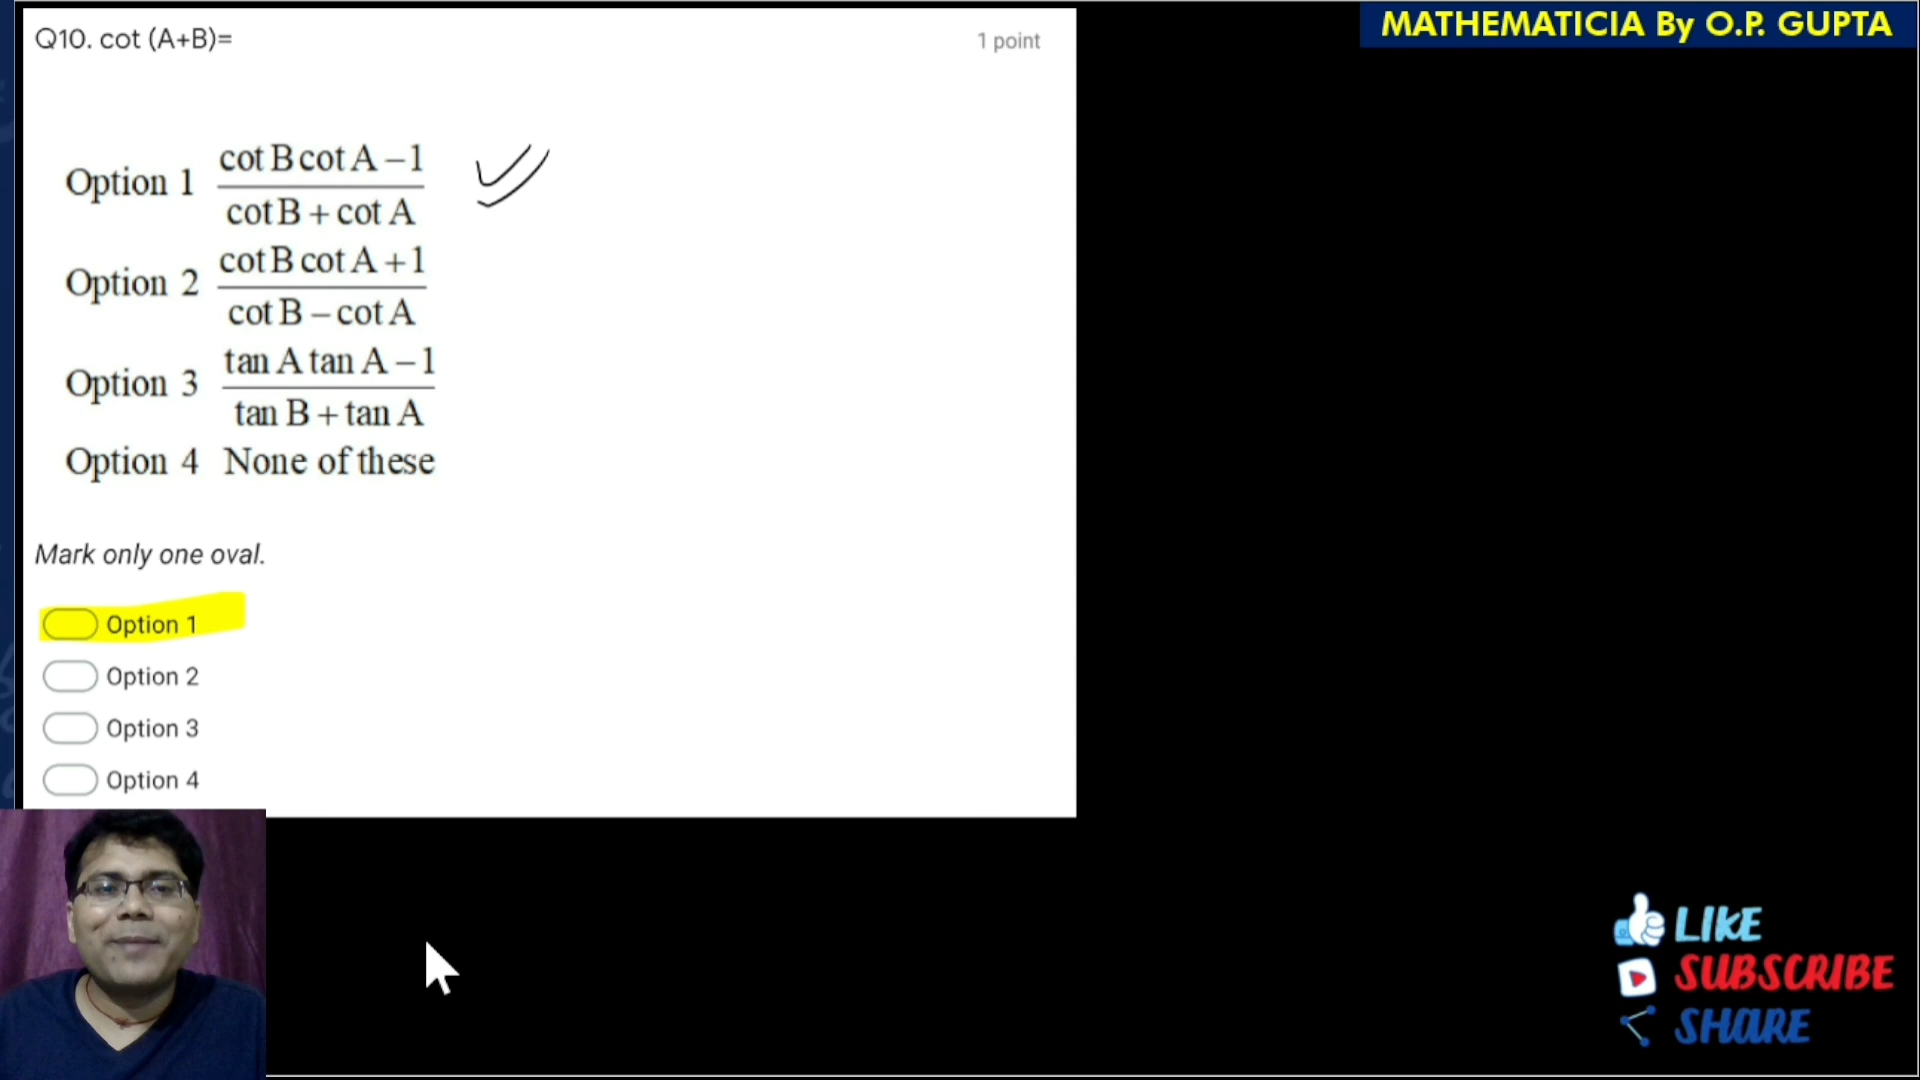 Q10. cot (A+B)=
1 point
MATHEMATICIA By O.P. GUPTA
Option 1 cot B cot A – 1 / cot B + cot A
Option 2 cot B cot A + 1 / cot B – cot A
Option 3 tan A tan A – 1 / tan B + tan A
Option 4 None of these
Mark only one oval.
Option 1
Option 2
Option 3
Option 4
LIKE
SUBSCRIBE
SHARE